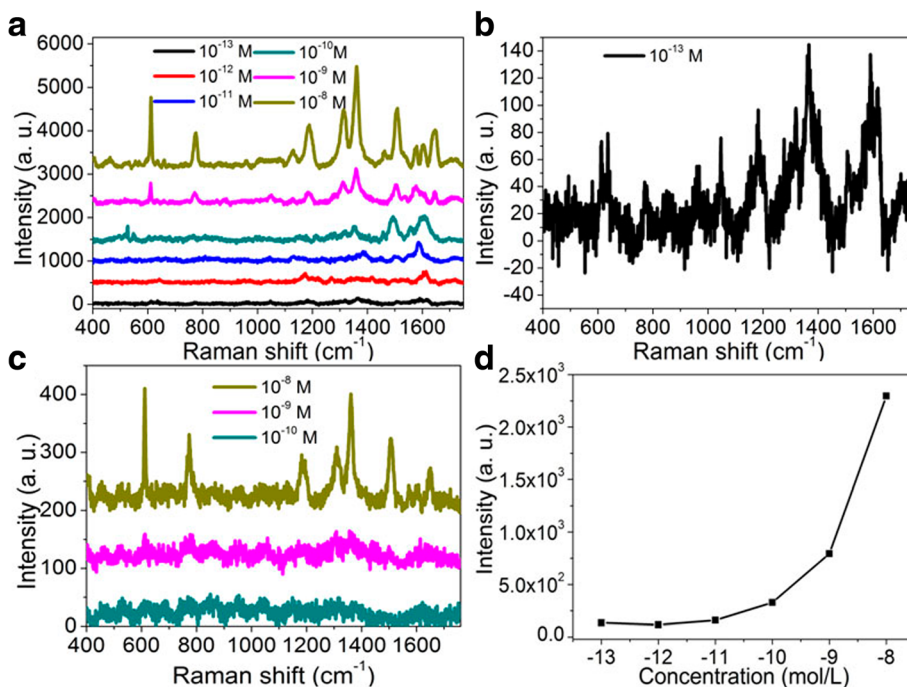 a
6000
5000
4000
3000
2000
1000
0
Intensity (a. u.)
10⁻¹³ M
10⁻¹² M
10⁻¹¹ M
10⁻¹⁰ M
10⁻⁹ M
10⁻⁸ M
400 600 800 1000 1200 1400 1600
Raman shift (cm⁻¹)
b
140
120
100
80
60
40
20
0
-20
-40
Intensity (a. u.)
10⁻¹³ M
400 600 800 1000 1200 1400 1600
Raman shift (cm⁻¹)
c
400
300
200
100
0
Intensity (a. u.)
10⁻⁸ M
10⁻⁹ M
10⁻¹⁰ M
400 600 800 1000 1200 1400 1600
Raman shift (cm⁻¹)
d
2.5x10³
2.0x10³
1.5x10³
1.0x10³
5.0x10²
0.0
Intensity (a. u.)
-13 -12 -11 -10 -9 -8
Concentration (mol/L)